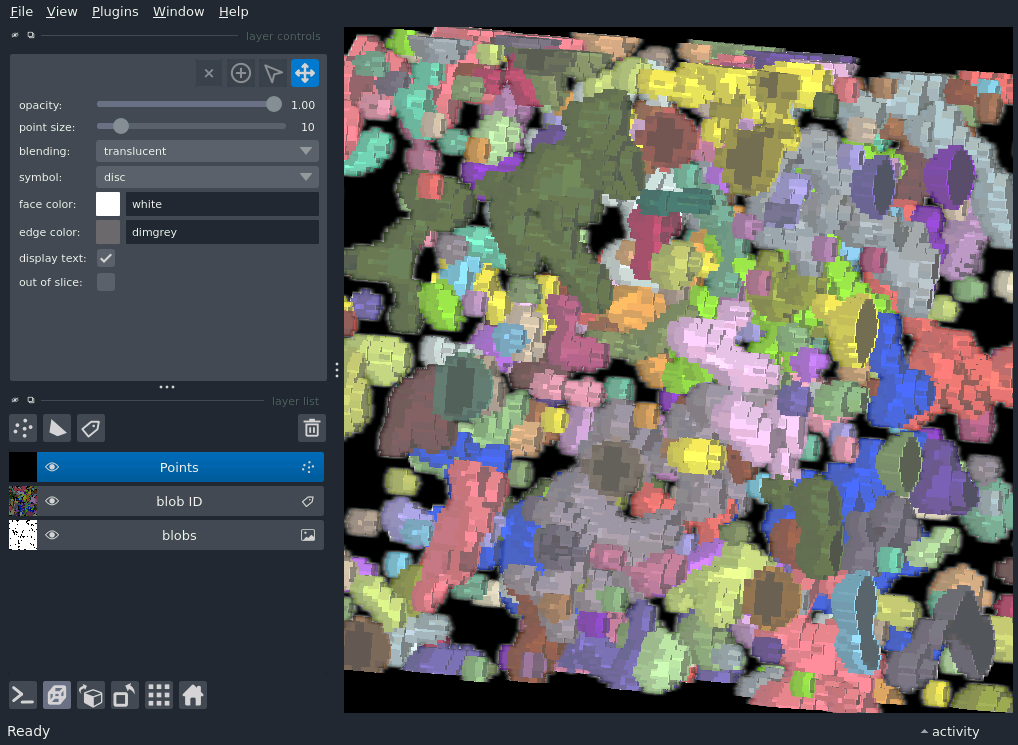 File View Plugins Window Help
layer controls
opacity: 1.00
point size: 10
blending: translucent
symbol: disc
face color: white
edge color: dimgrey
display text:
out of slice:
layer list
Points
blob ID
blobs
Ready activity